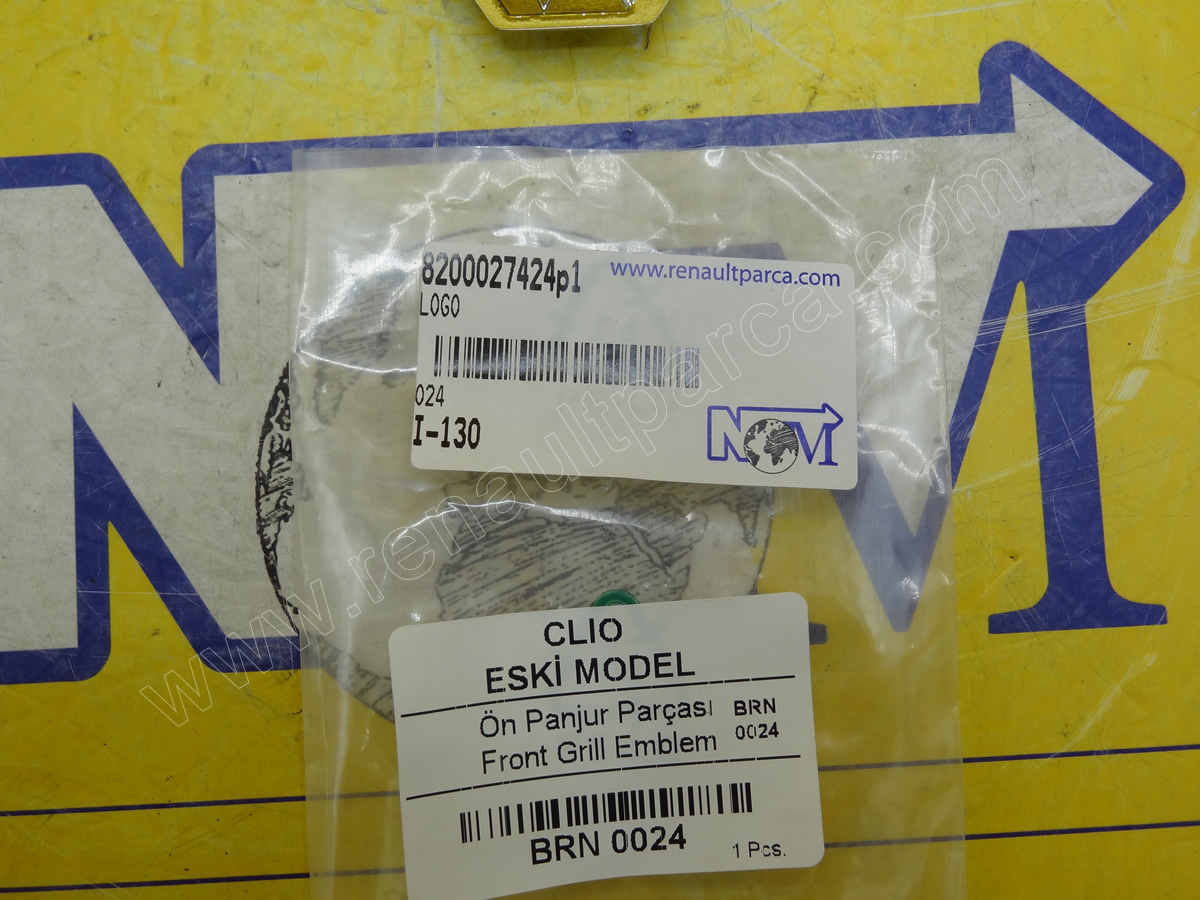 8200027424p1
www.renaultparca.com
LOGO
024
I-130
NOVI
www.renaultparca.com
CLIO
ESKİ MODEL
Ön Panjur Parçası
BRN
Front Grill Emblem
0024
BRN 0024
1 Pcs.